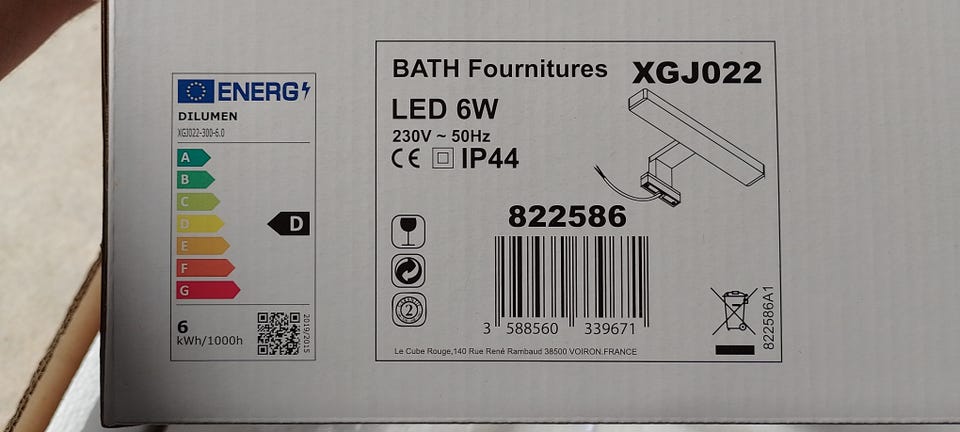 ENERG
DILUMEN
XGJ022-300-6.0
A
B
C
D
E
F
G
D
6
kWh/1000h
2019/2015
BATH Fournitures
XGJ022
LED 6W
230V ~ 50Hz
CE IP44
822586
2
3 588560 339671
822586A1
Le Cube Rouge,140 Rue René Rambaud 38500 VOIRON.FRANCE